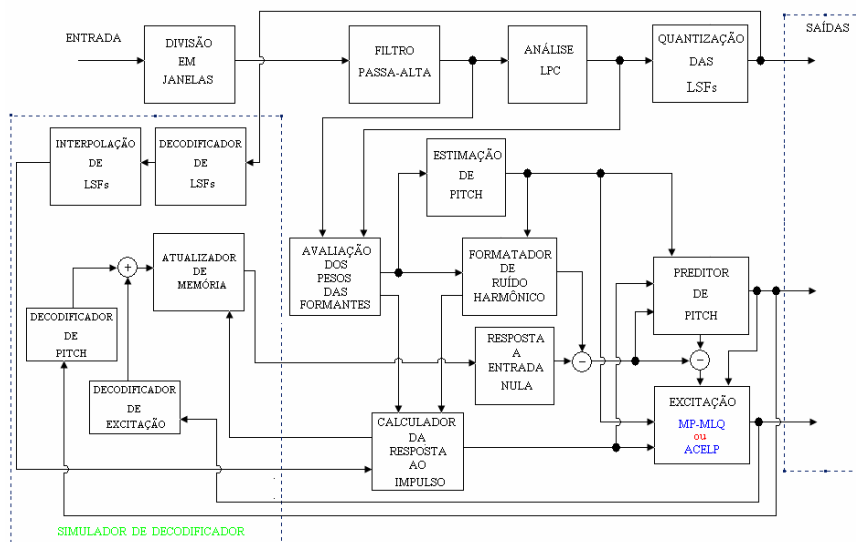 ENTRADA
DIVISÃO
EM
JANELAS
FILTRO
PASSA-ALTA
ANÁLISE
LPC
QUANTIZAÇÃO
DAS
LSFs
SAÍDAS
INTERPOLAÇÃO
DE
LSFs
DECODIFICADOR
DE
LSFs
ESTIMAÇÃO
DE
PITCH
AVALIAÇÃO
DOS
PESOS
DAS
FORMANTES
FORMATADOR
DE
RUÍDO
HARMÔNICO
PREDITOR
DE
PITCH
ATUALIZADOR
DE
MEMÓRIA
+
DECODIFICADOR
DE
PITCH
RESPOSTA
A
ENTRADA
NULA
−
−
DECODIFICADOR
DE
EXCITAÇÃO
CALCULADOR
DA
RESPOSTA
AO
IMPULSO
EXCITAÇÃO
MP-MLQ
ou
ACELP
SIMULADOR DE DECODIFICADOR